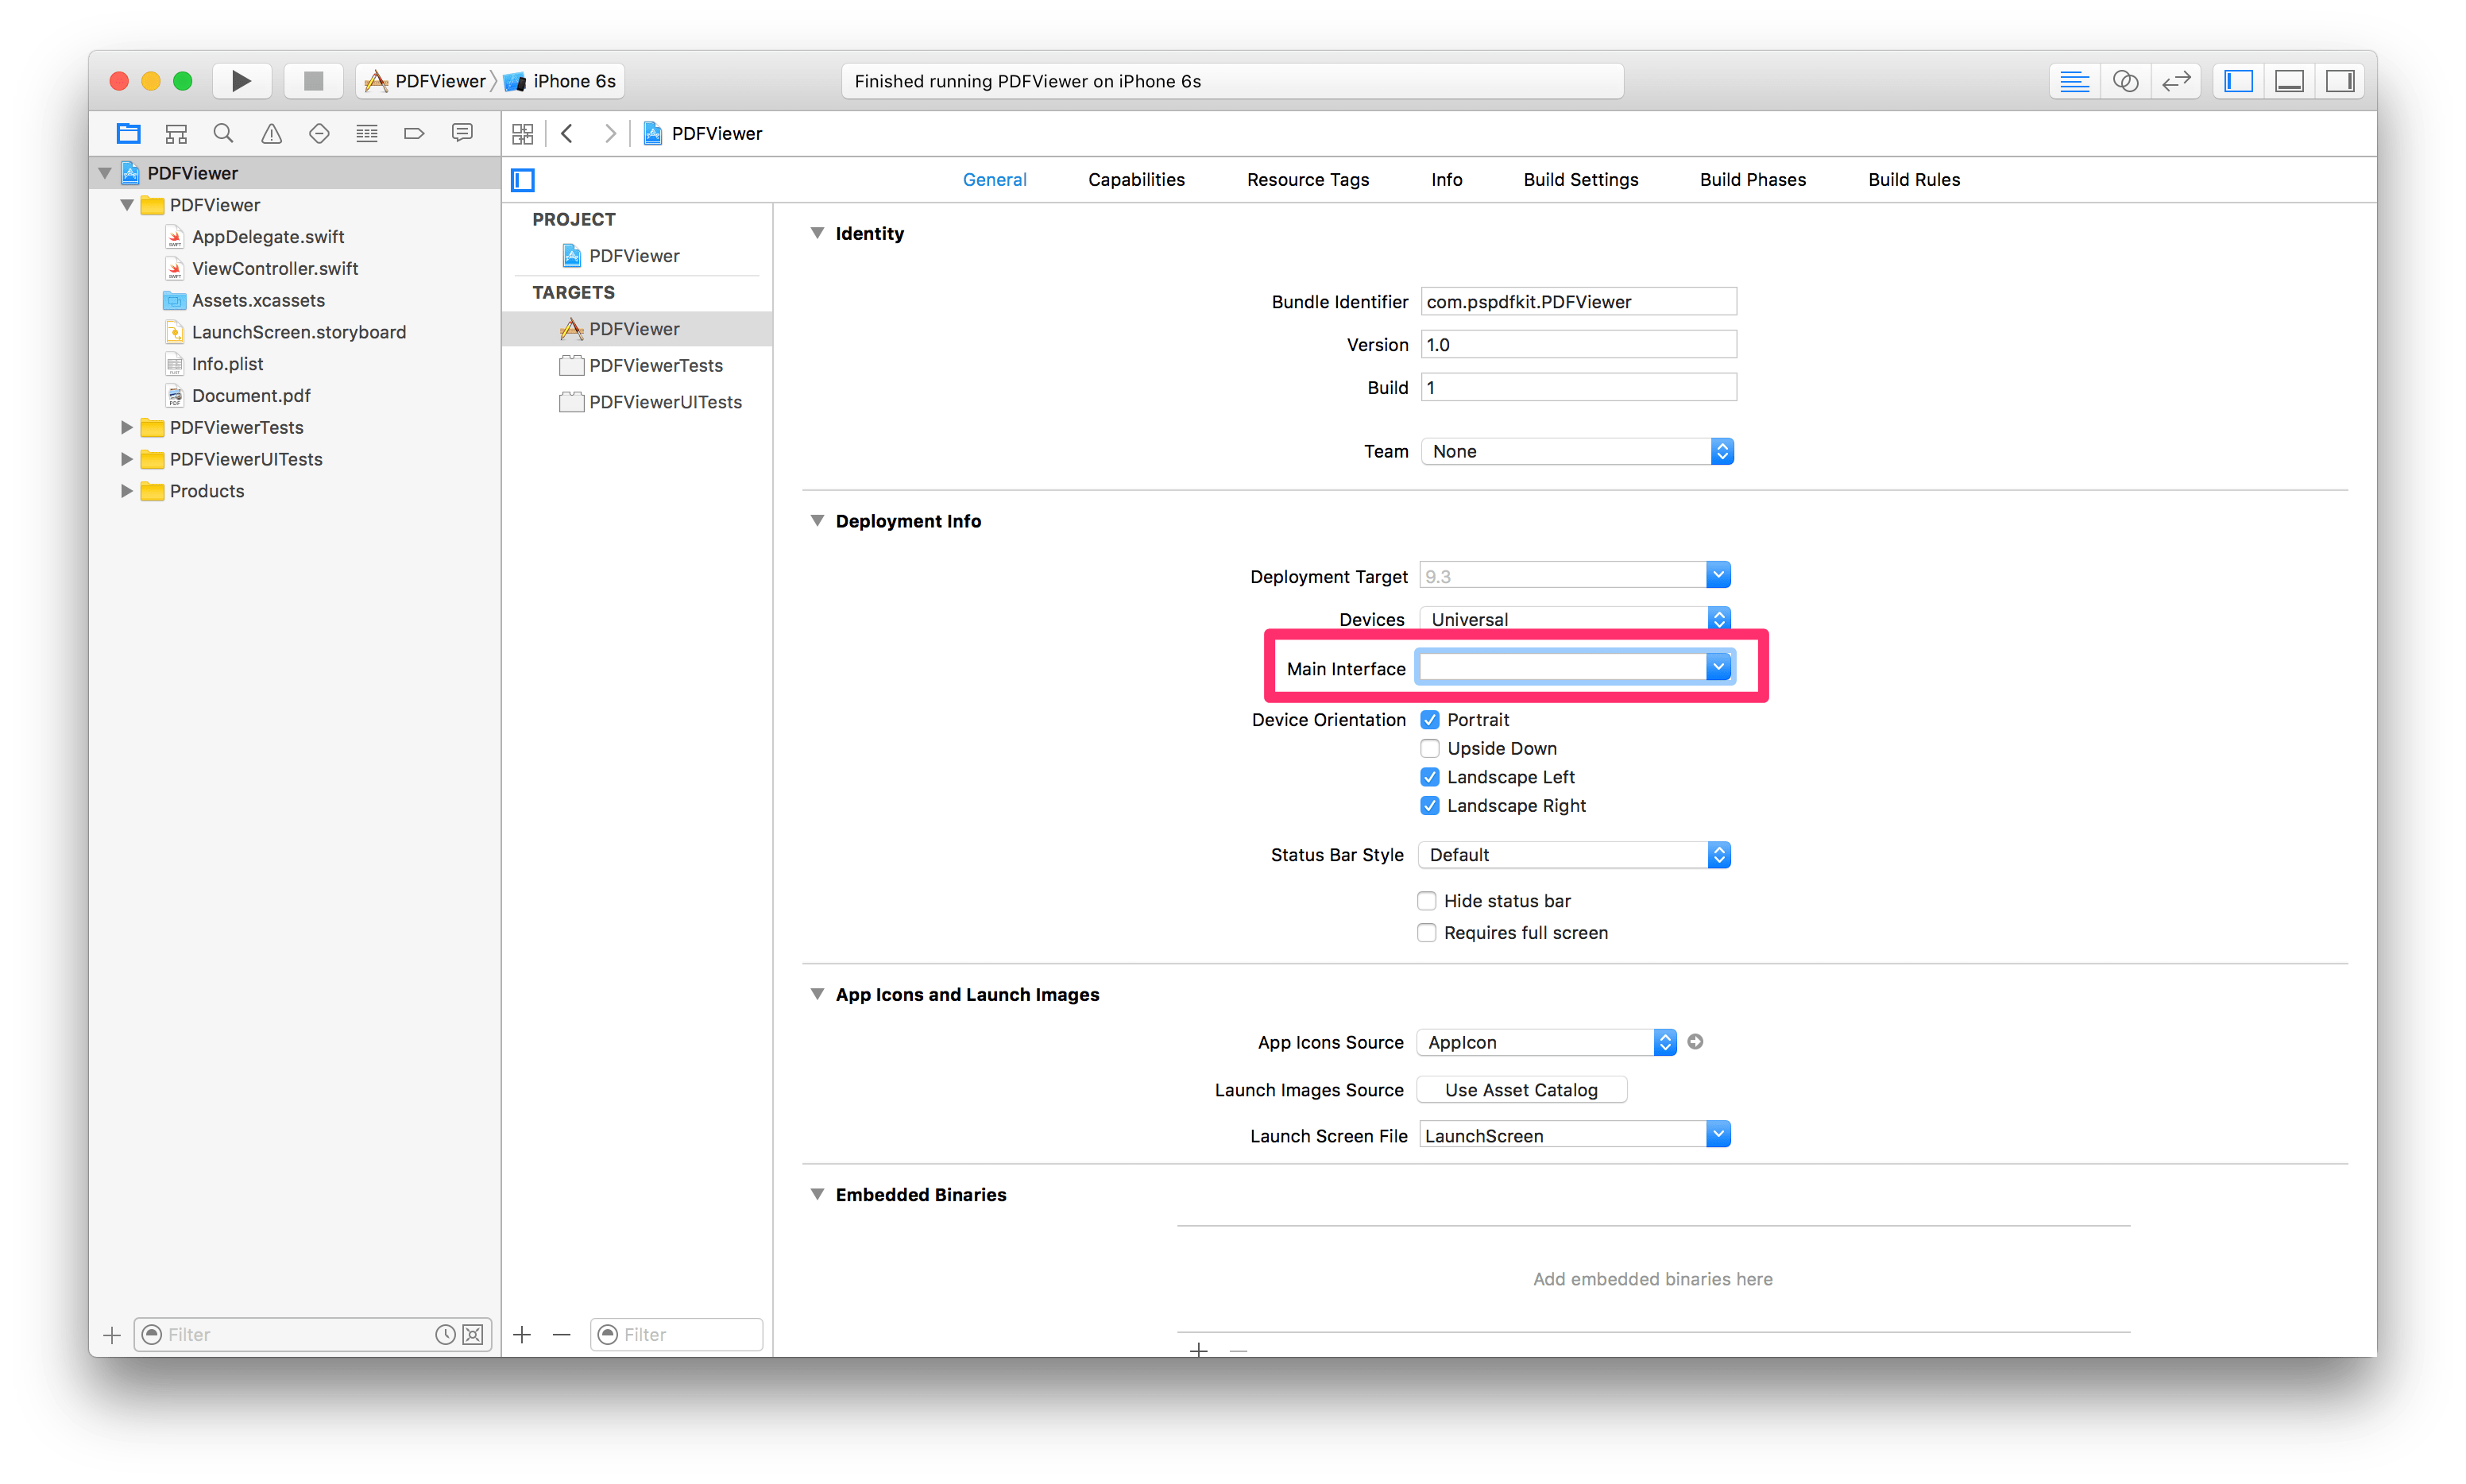 PDFViewer iPhone 6s
Finished running PDFViewer on iPhone 6s
PDFViewer
PDFViewer
PDFViewer
AppDelegate.swift
ViewController.swift
Assets.xcassets
LaunchScreen.storyboard
Info.plist
Document.pdf
PDFViewerTests
PDFViewerUITests
Products
Filter
General Capabilities Resource Tags Info Build Settings Build Phases Build Rules
PROJECT
PDFViewer
TARGETS
PDFViewer
PDFViewerTests
PDFViewerUITests
Filter
Identity
Bundle Identifier com.pspdfkit.PDFViewer
Version 1.0
Build 1
Team None
Deployment Info
Deployment Target 9.3
Devices Universal
Main Interface
Device Orientation Portrait
Upside Down
Landscape Left
Landscape Right
Status Bar Style Default
Hide status bar
Requires full screen
App Icons and Launch Images
App Icons Source AppIcon
Launch Images Source Use Asset Catalog
Launch Screen File LaunchScreen
Embedded Binaries
Add embedded binaries here